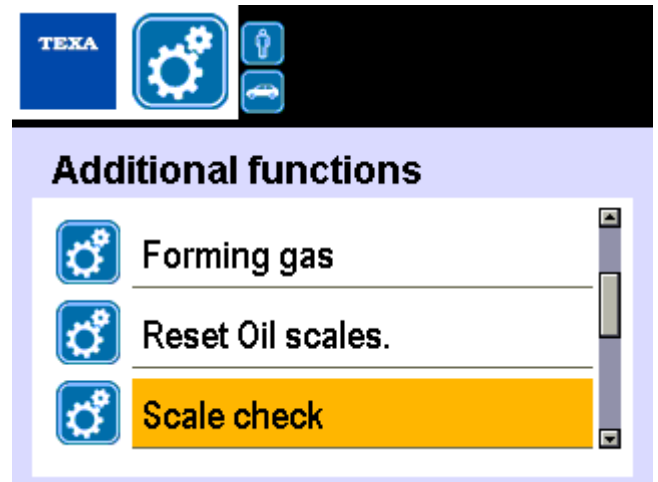 TEXA
Additional functions
Forming gas
Reset Oil scales.
Scale check